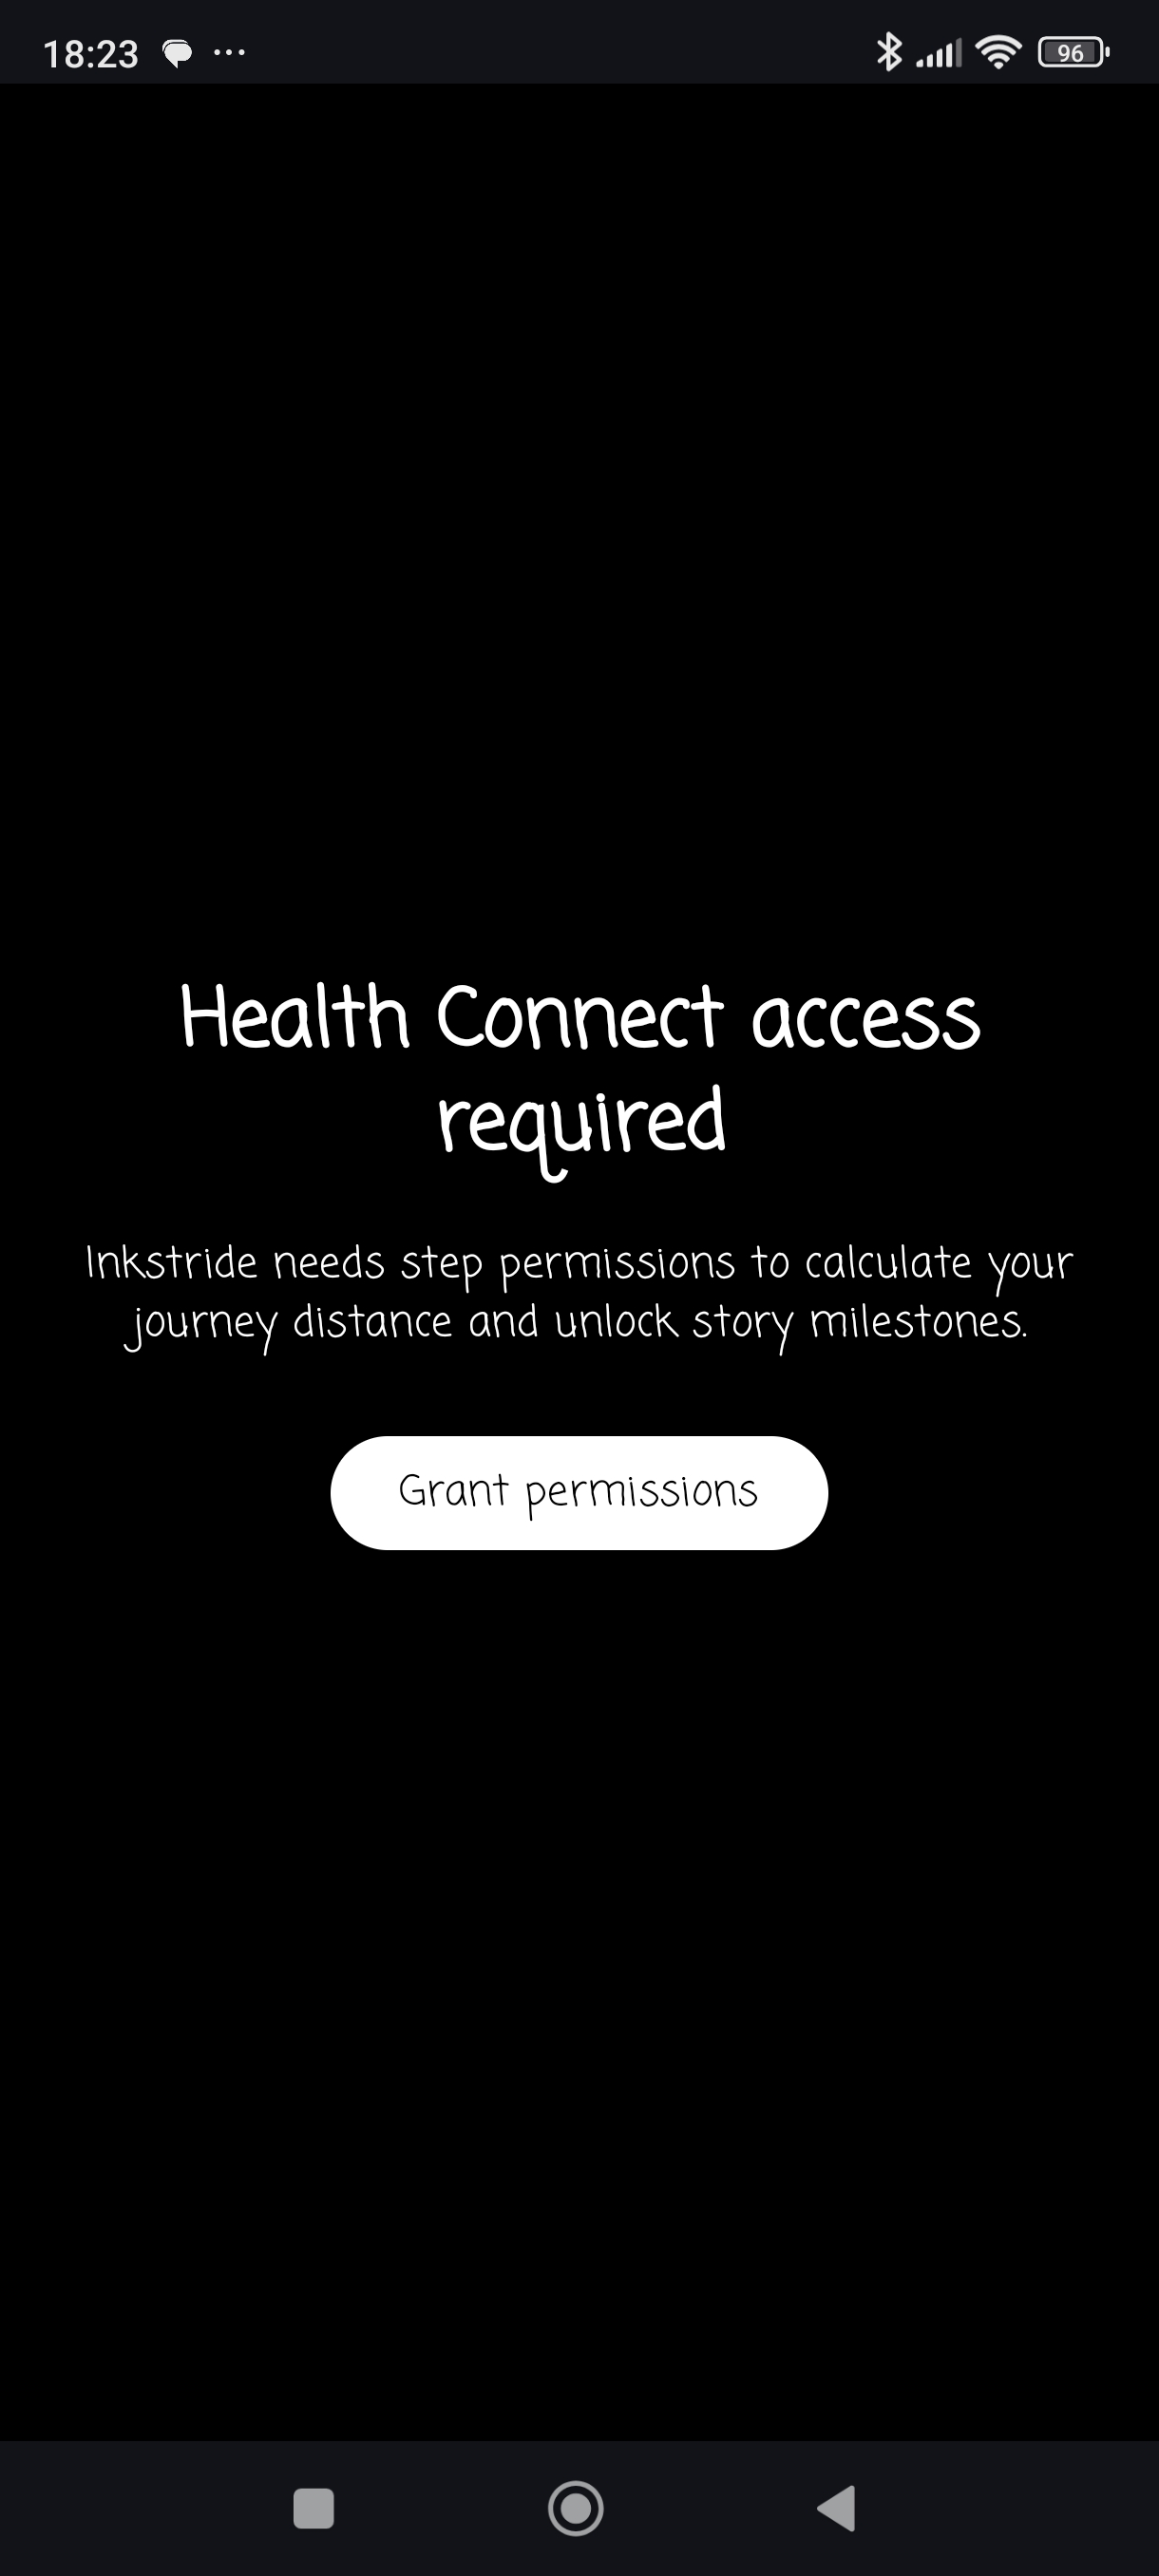 18:23
96
Health Connect access
required
Inkstride needs step permissions to calculate your
journey distance and unlock story milestones.
Grant permissions